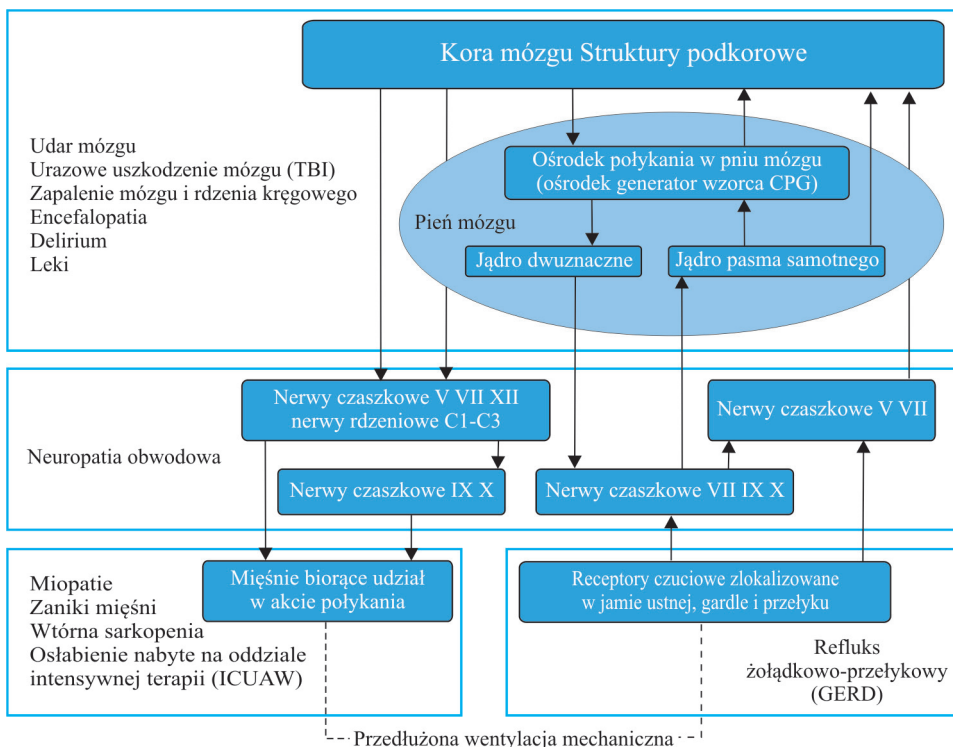 Kora mózgu Struktury podkorowe
Udar mózgu
Urazowe uszkodzenie mózgu (TBI)
Zapalenie mózgu i rdzenia kręgowego
Encefalopatia
Delirium
Leki
Ośrodek połykania w pniu mózgu
(ośrodek generator wzorca CPG)
Pień mózgu
Jądro dwuznaczne
Jądro pasma samotnego
Nerwy czaszkowe V VII XII
nerwy rdzeniowe C1-C3
Nerwy czaszkowe V VII
Neuropatia obwodowa
Nerwy czaszkowe IX X
Nerwy czaszkowe VII IX X
Miopatie
Zaniki mięśni
Wtórna sarkopenia
Osłabienie nabyte na oddziale
intensywnej terapii (ICUAW)
Mięśnie biorące udział
w akcie połykania
Receptory czuciowe zlokalizowane
w jamie ustnej, gardle i przełyku
Refluks
żołądkowo-przełykowy
(GERD)
Przedłużona wentylacja mechaniczna